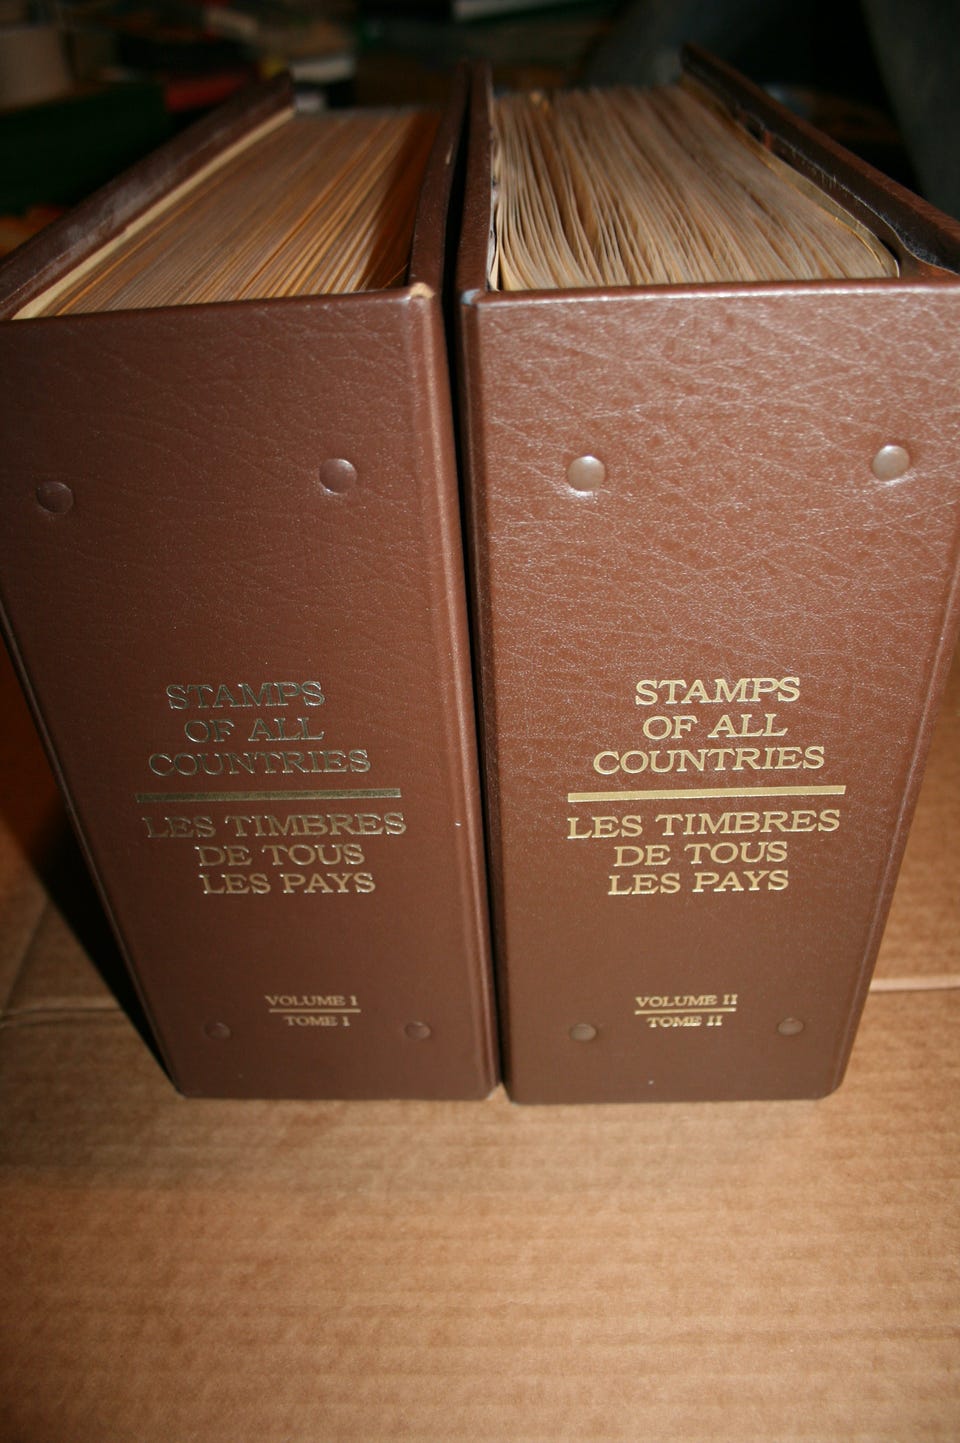 STAMPS
OF ALL
COUNTRIES
LES TIMBRES
DE TOUS
LES PAYS
VOLUME I
TOME I
STAMPS
OF ALL
COUNTRIES
LES TIMBRES
DE TOUS
LES PAYS
VOLUME II
TOME II